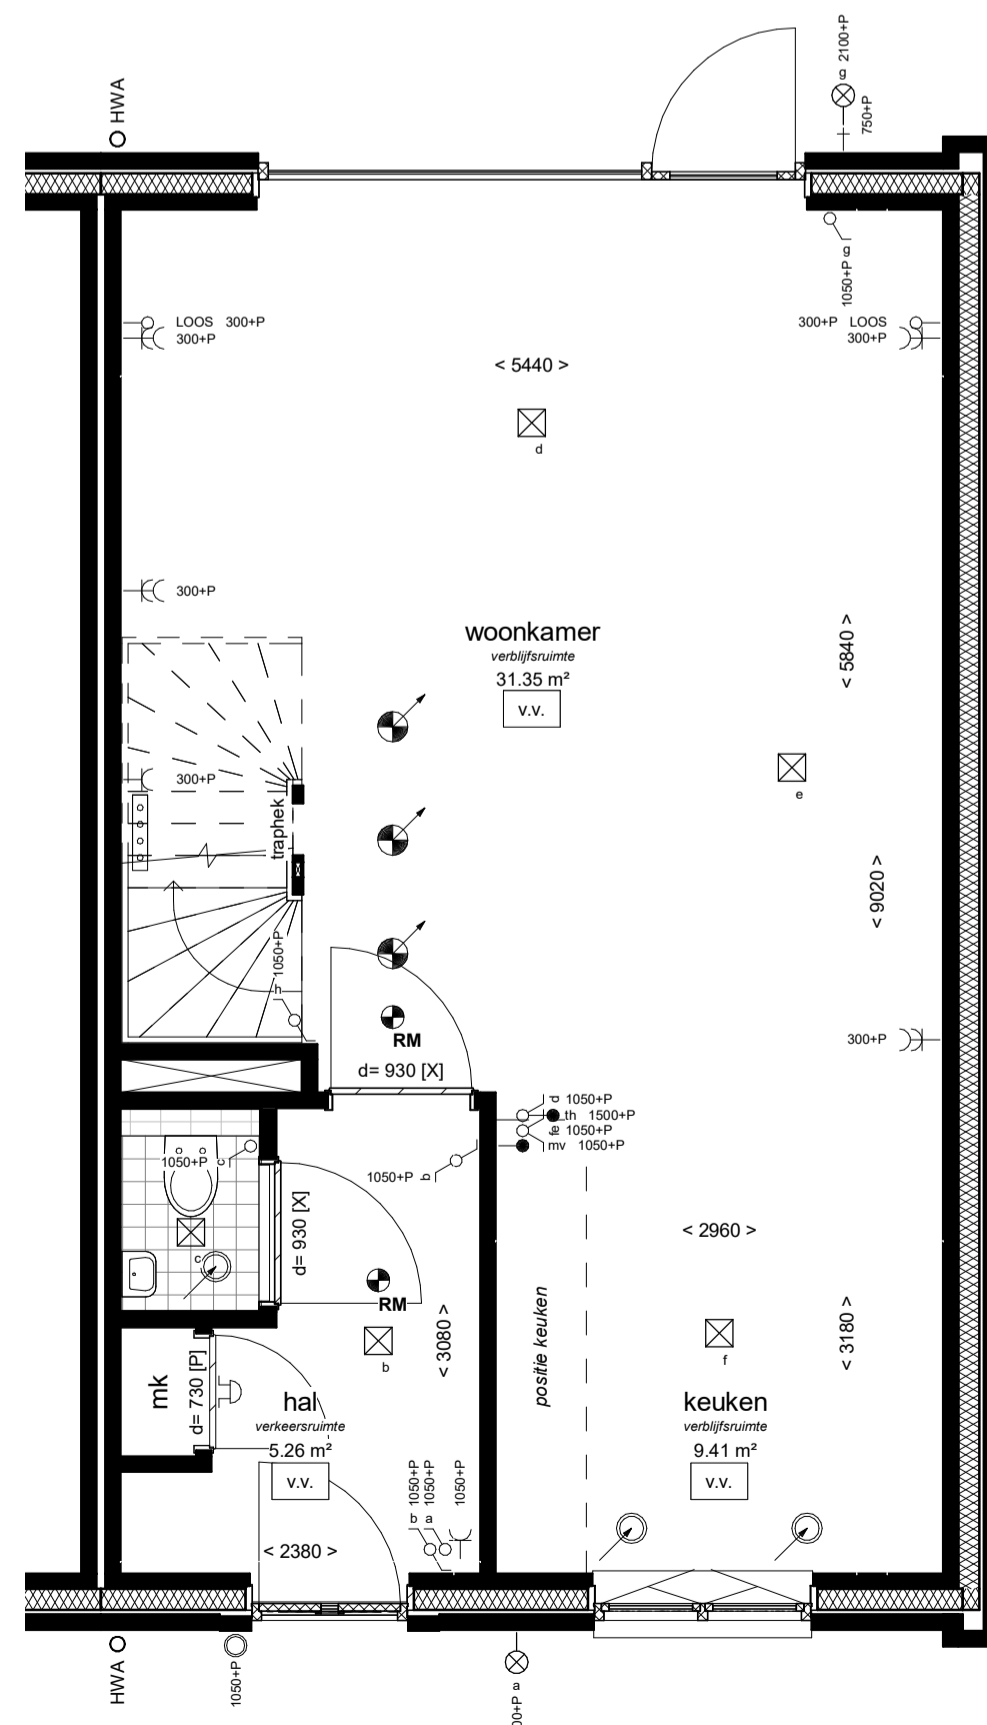 HWA
g 2100+P
750+P
1050+P g
LOOS 300+P
300+P
300+P LOOS
300+P
< 5440 >
d
300+P
woonkamer
verblijfsruimte
31.35 m²
v.v.
< 5840 >
300+P
e
traphek
< 9020 >
1050+P
h
RM
d= 930 [X]
300+P
d 1050+P
th 1500+P
fe 1050+P
mv 1050+P
1050+P c
1050+P b
d= 930 [X]
c
< 2960 >
RM
b
< 3080 >
positie keuken
f
< 3180 >
mk
d= 730 [P]
hal
verkeersruimte
5.26 m²
v.v.
keuken
verblijfsruimte
9.41 m²
v.v.
b 1050+P
a 1050+P
1050+P
< 2380 >
HWA
1050+P
a
00+P